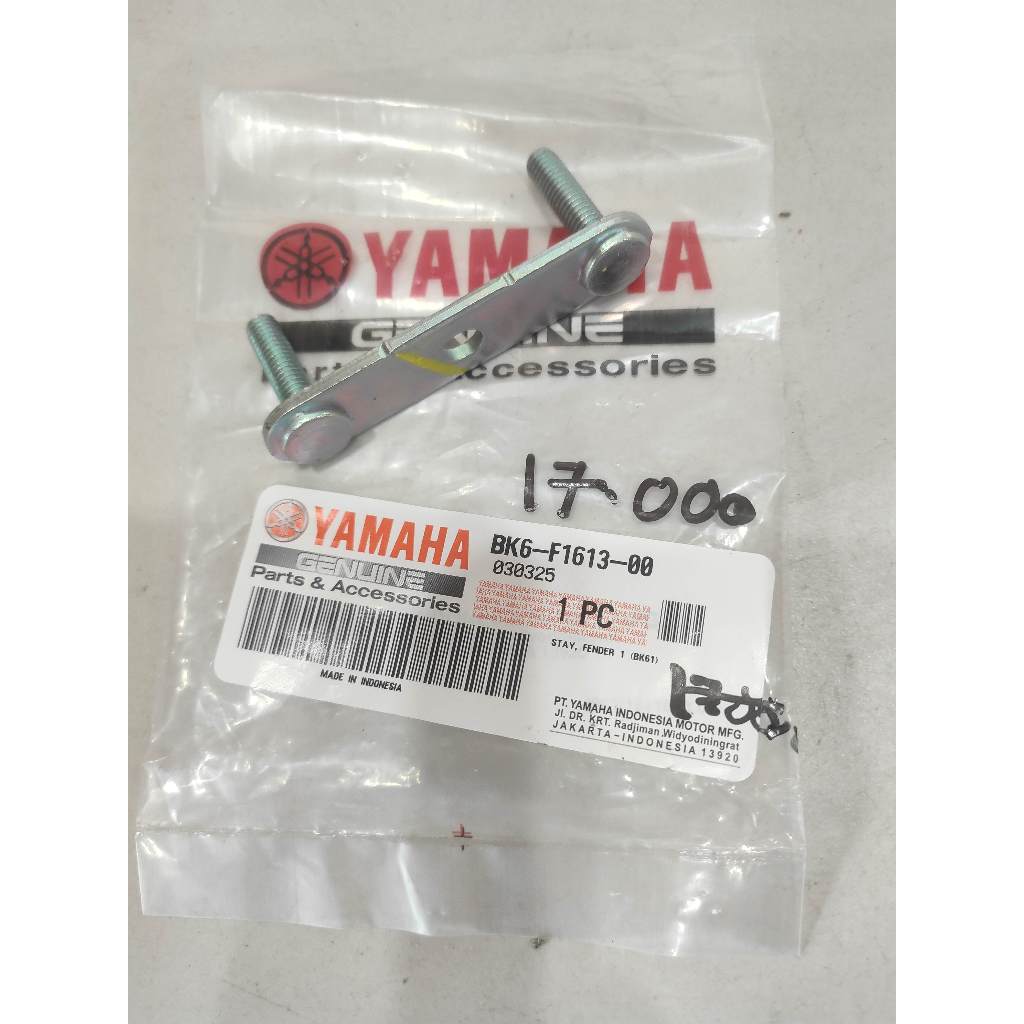 YAMAHA
GENUINE
Parts & Accessories
17-000
YAMAHA
GENUINE
Parts & Accessories
MADE IN INDONESIA
BK6-F1613-00
030325
1 PC
STAY, FENDER 1 (BK61)
PT. YAMAHA INDONESIA MOTOR MFG.
Jl. DR. KRT. Radjiman Widyodiningrat
JAKARTA-INDONESIA 13920